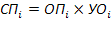 СПᵢ = ОПᵢ × УОᵢ